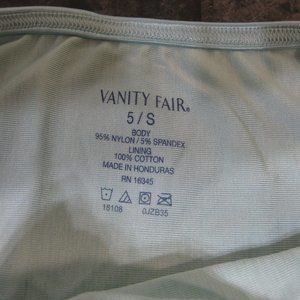 VANITY FAIR®
5/S
BODY
95% NYLON / 5% SPANDEX
LINING
100% COTTON
MADE IN HONDURAS
RN 16345
18108 0JZB35